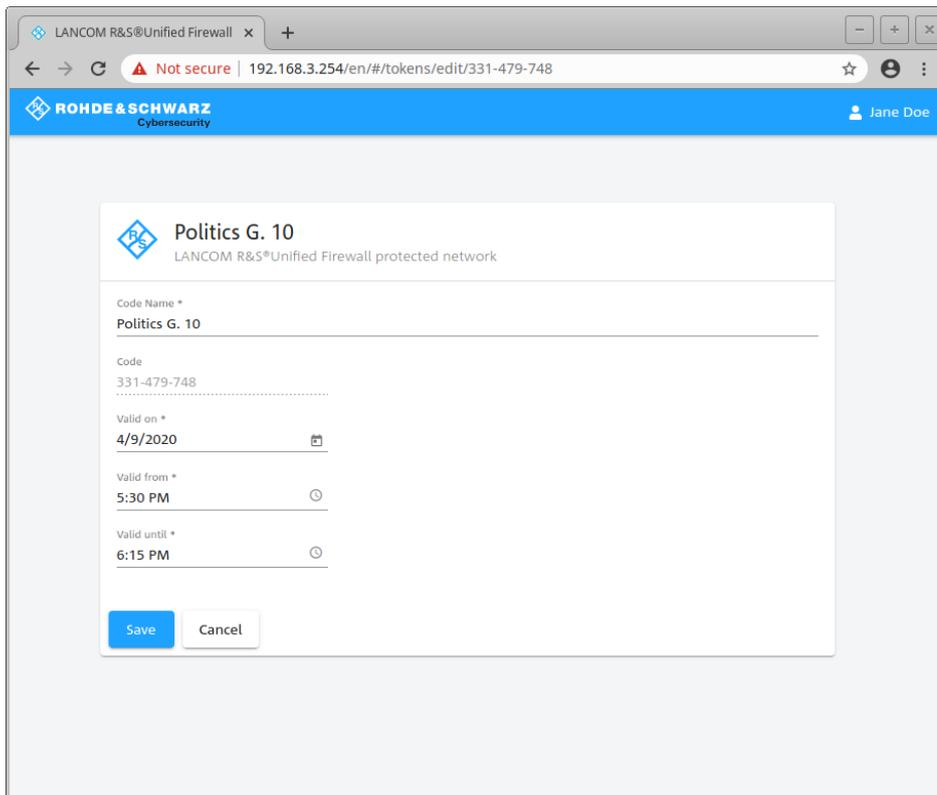 LANCOM R&S®Unified Firewall
Not secure | 192.168.3.254/en/#/tokens/edit/331-479-748
ROHDE&SCHWARZ
Cybersecurity
Jane Doe
R S
Politics G. 10
LANCOM R&S®Unified Firewall protected network
Code Name *
Politics G. 10
Code
331-479-748
Valid on *
4/9/2020
Valid from *
5:30 PM
Valid until *
6:15 PM
Save Cancel